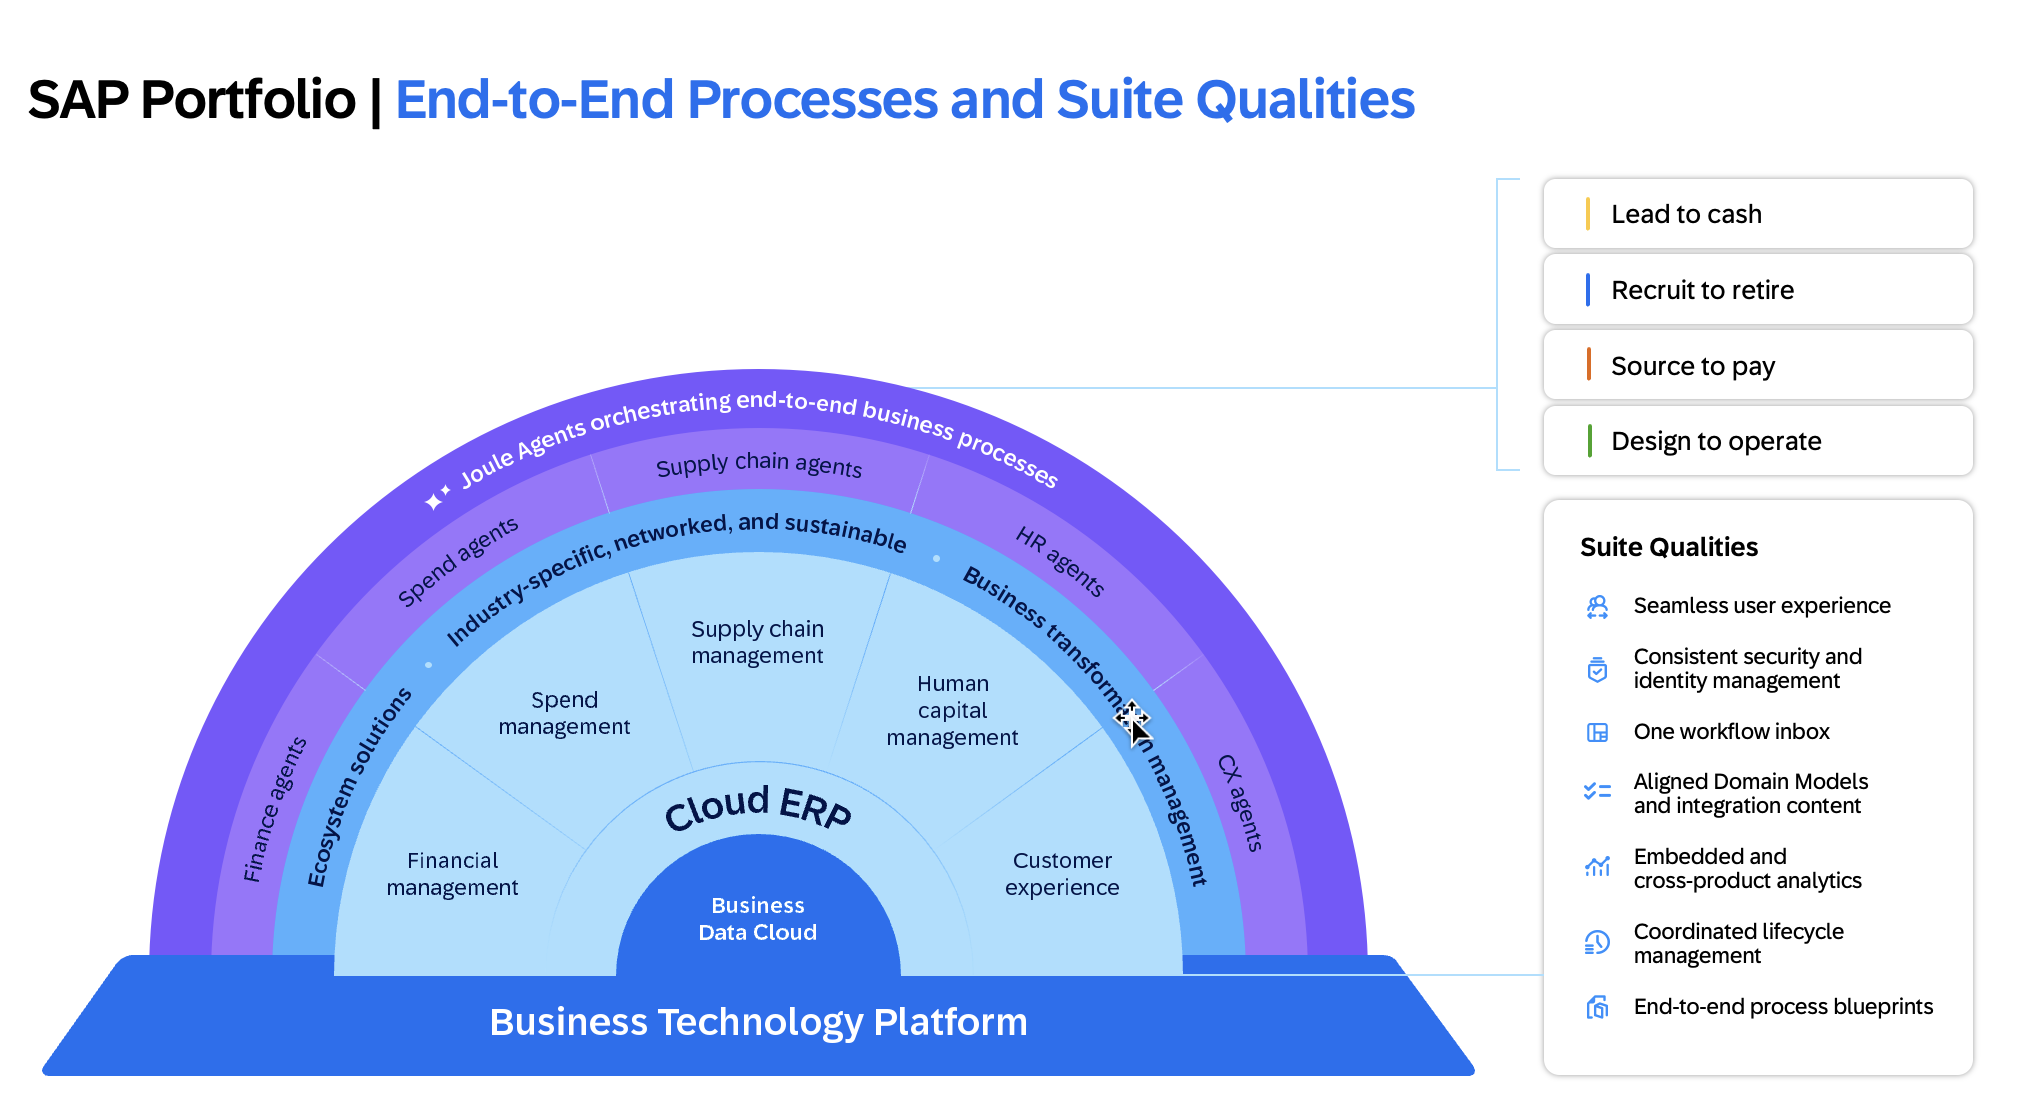 SAP Portfolio | End-to-End Processes and Suite Qualities
Lead to cash
Recruit to retire
Source to pay
Design to operate
Joule Agents orchestrating end-to-end business processes
Finance agents
Spend agents
Supply chain agents
HR agents
CX agents
Ecosystem solutions
Industry-specific, networked, and sustainable
Business management
Financial
management
Spend
management
Supply chain
management
Human
capital
management
Customer
experience
Cloud ERP
Business
Data Cloud
Business Technology Platform
Suite Qualities
Seamless user experience
Consistent security and
identity management
One workflow inbox
Aligned Domain Models
and integration content
Embedded and
cross-product analytics
Coordinated lifecycle
management
End-to-end process blueprints